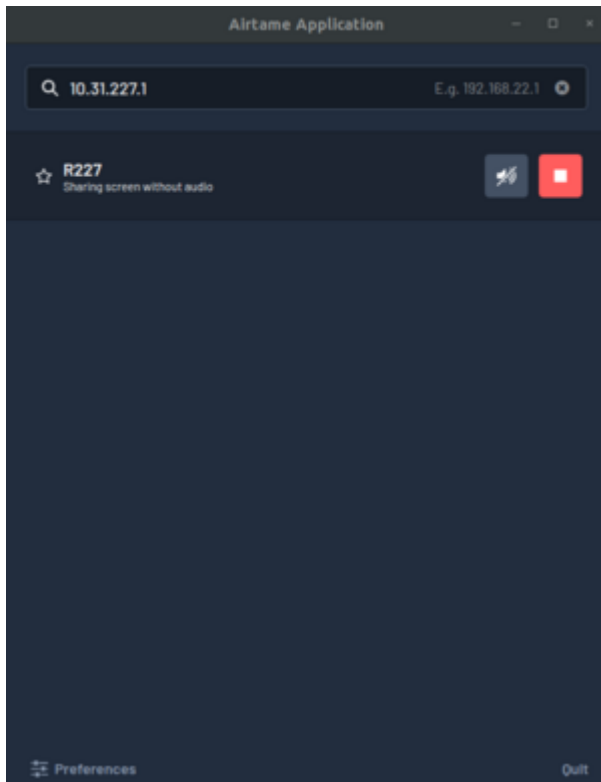 Airtame Application
10.31.227.1 E.g. 192.168.22.1
R227
Sharing screen without audio
Preferences Quit